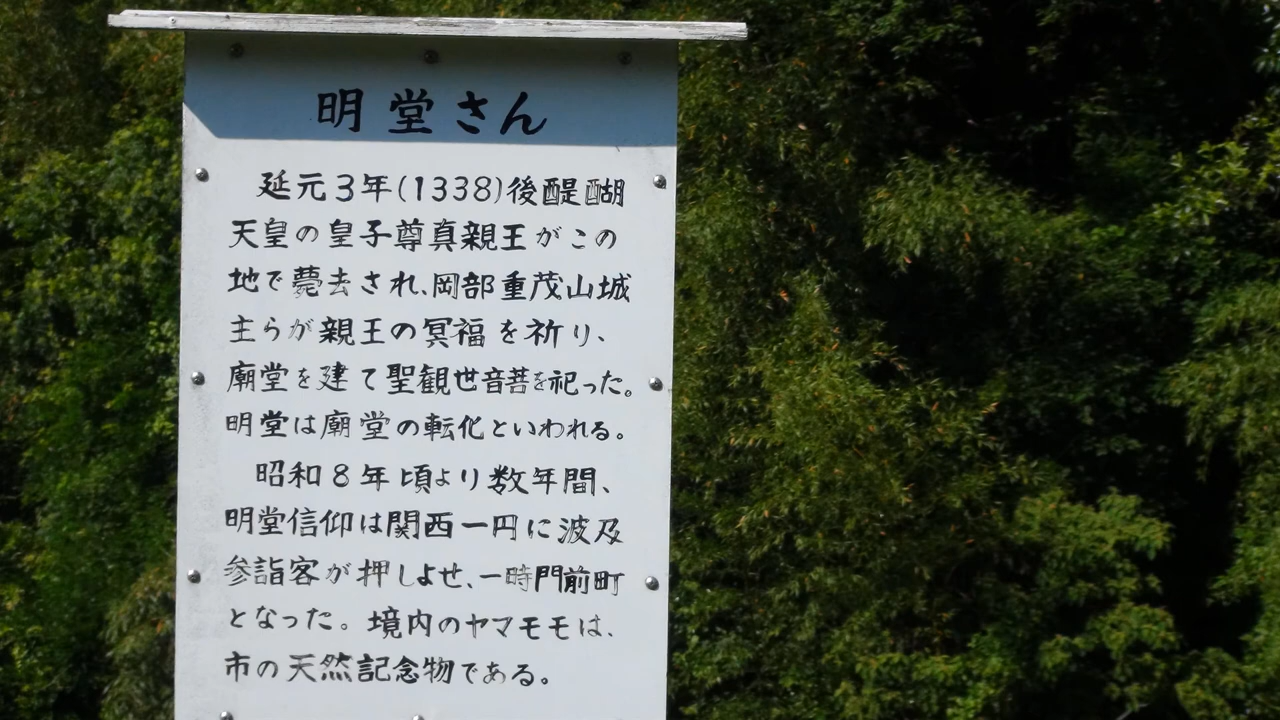 明堂さん
延元3年(1338)後醍醐
天皇の皇子尊真親王がこの
地で薨去され、岡部重茂山城
主らが親王の冥福を祈り、
廟堂を建て聖観世音菩を祀った。
明堂は廟堂の転化といわれる。
昭和8年頃より数年間、
明堂信仰は関西一円に波及
参詣客が押しよせ、一時門前町
となった。境内のヤマモモは、
市の天然記念物である。